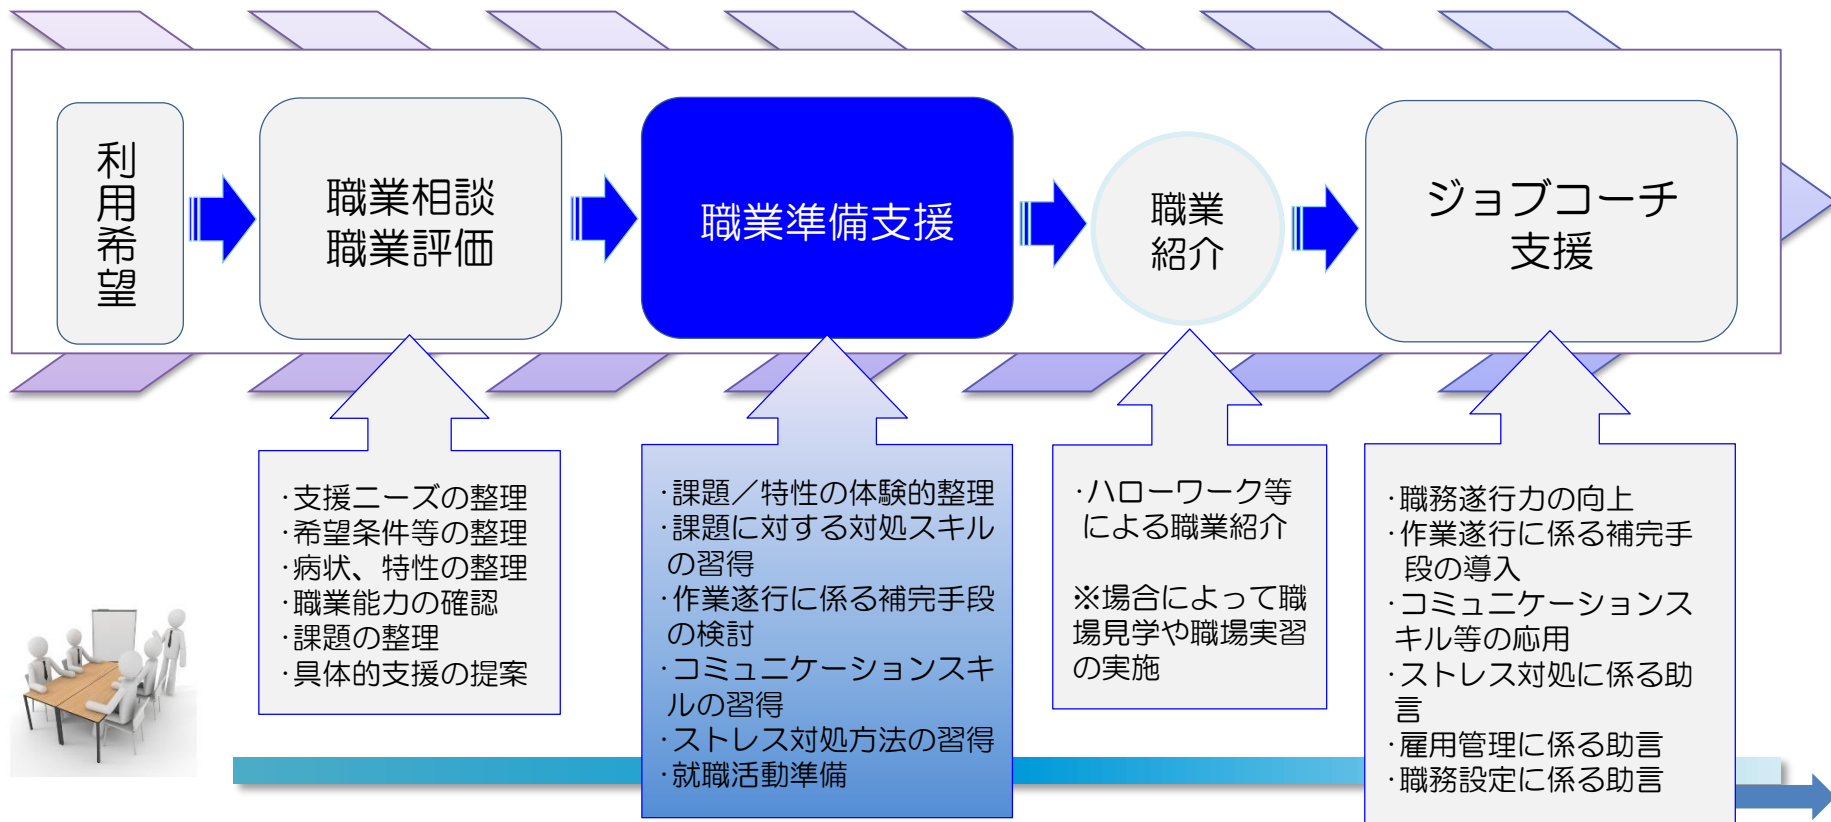 利用希望
職業相談
職業評価
職業準備支援
職業
紹介
ジョブコーチ
支援
・支援ニーズの整理
・希望条件等の整理
・病状、特性の整理
・職業能力の確認
・課題の整理
・具体的支援の提案
・課題／特性の体験的整理
・課題に対する対処スキル
の習得
・作業遂行に係る補完手段
の検討
・コミュニケーションスキ
ルの習得
・ストレス対処方法の習得
・就職活動準備
・ハローワーク等
による職業紹介
※場合によって職
場見学や職場実習
の実施
・職務遂行力の向上
・作業遂行に係る補完手
段の導入
・コミュニケーションス
キル等の応用
・ストレス対処に係る助
言
・雇用管理に係る助言
・職務設定に係る助言